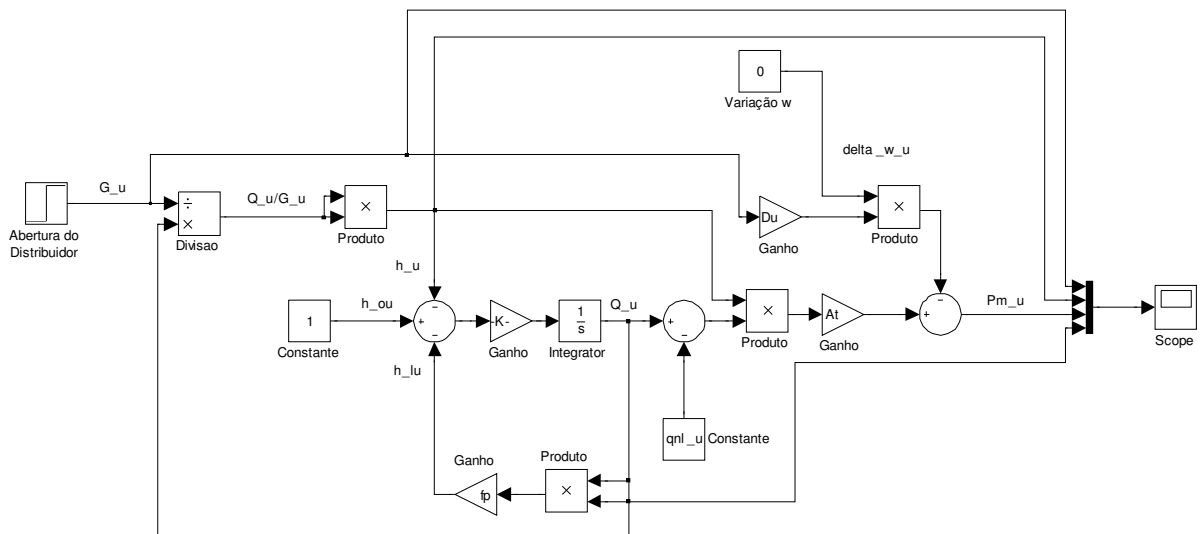 0
Variação w
delta _w_u
G_u
÷
×
Divisao
Abertura do
Distribuidor
Q_u/G_u
×
Produto
Du
Ganho
×
Produto
h_u
1
Constante
h_ou
+
−
−
h_lu
-K-
Ganho
1
s
Integrator
Q_u
+
−
×
Produto
At
Ganho
+
−
Pm_u
Scope
qnl _u
Constante
Ganho
fp
Produto
×